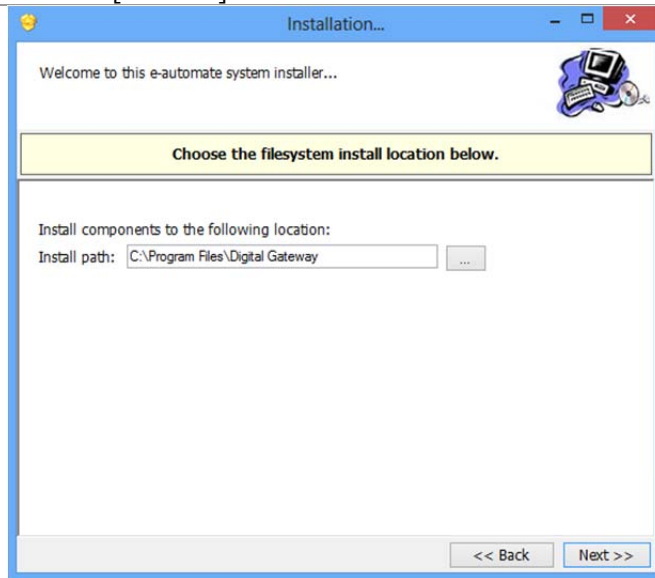 Installation...
Welcome to this e-automate system installer...
Choose the filesystem install location below.
Install components to the following location:
Install path: C:\Program Files\Digital Gateway ...
<< Back Next >>